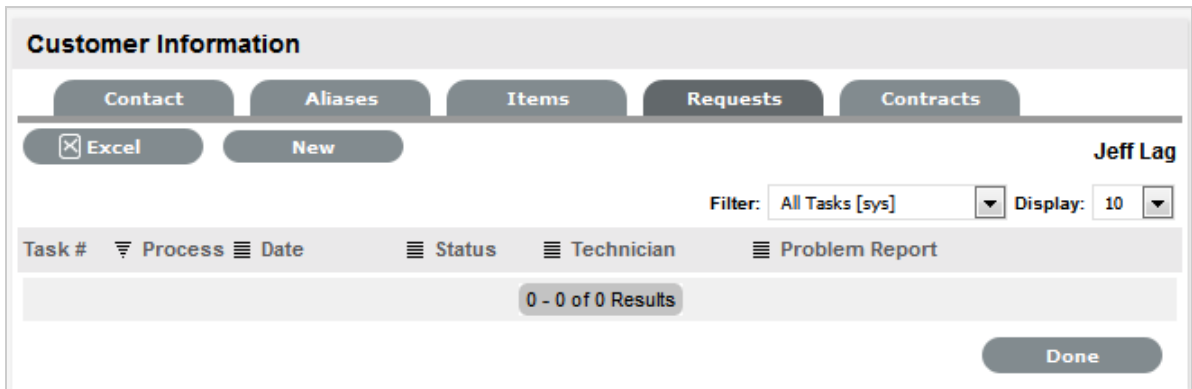 Customer Information
Contact Aliases Items Requests Contracts
Excel New Jeff Lag
Filter: All Tasks [sys] Display: 10
Task # Process Date Status Technician Problem Report
0 - 0 of 0 Results
Done